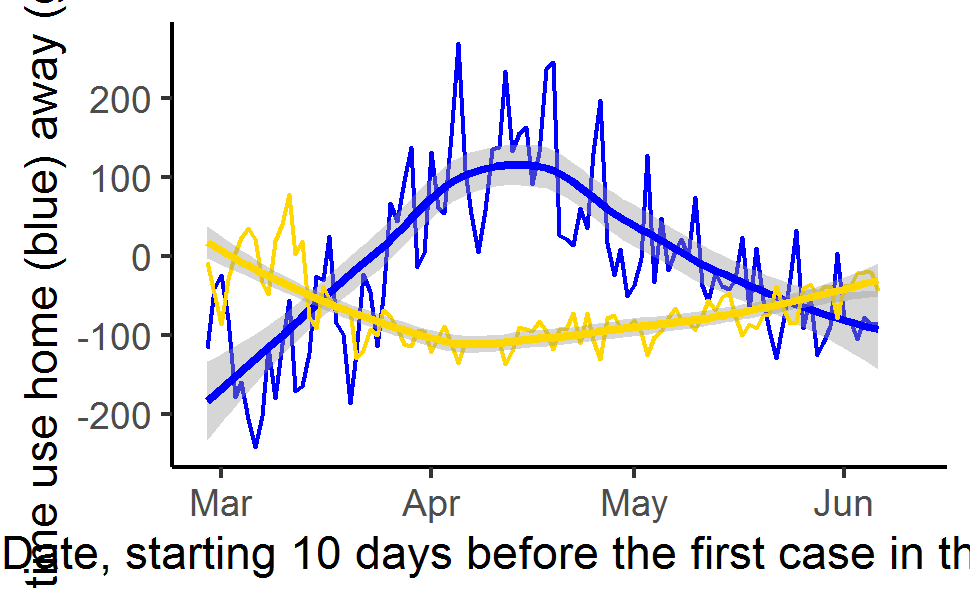 time use home (blue) away (g
200
100
0
-100
-200
Mar Apr May Jun
Date, starting 10 days before the first case in th